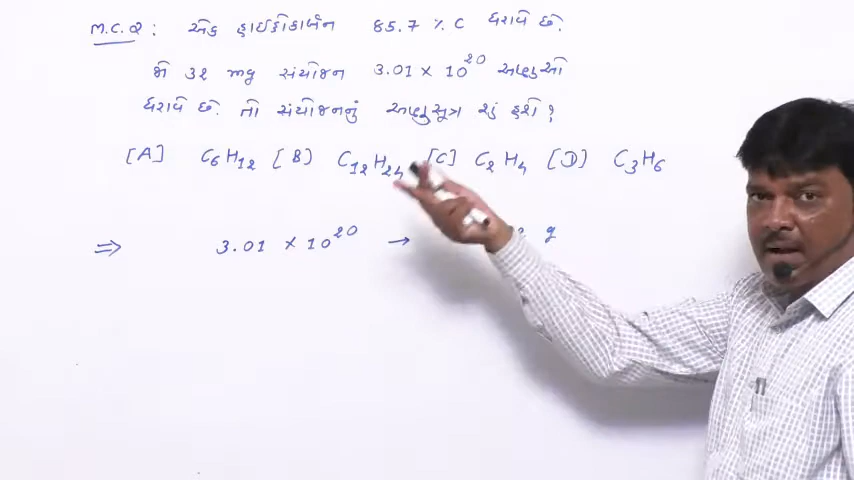 M.C.Q : એક હાઈડ્રોકાર્બન 85.7 % C ધરાવે છે.
જો 42 mg સંયોજન 3.01 × 10²⁰ અણુઓ
ધરાવે છે. તો સંયોજનનું અણુસૂત્ર શું હશે ?
[A] C₆H₁₂ [B] C₁₂H₂₄ [C] C₂H₄ [D] C₃H₆
⇒ 3.01 × 10²⁰ → g